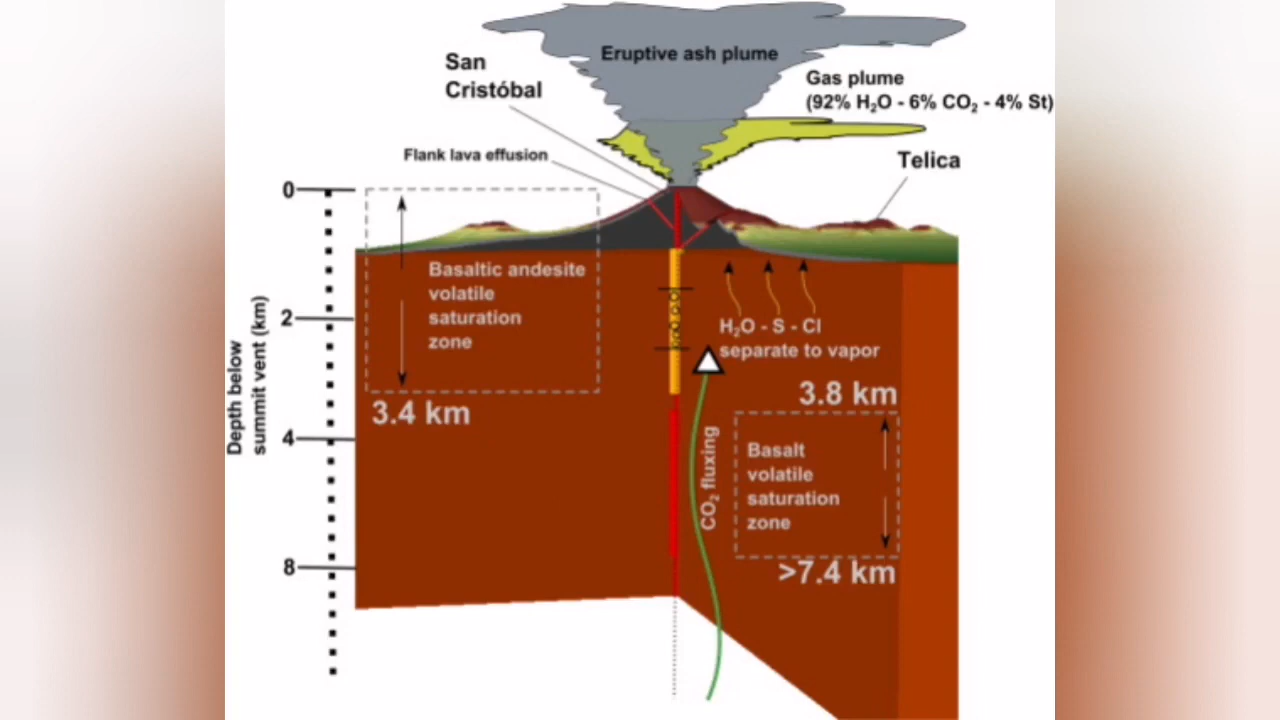 Eruptive ash plume
San
Cristóbal
Gas plume
(92% H₂O - 6% CO₂ - 4% St)
Flank lava effusion
Telica
0
2
4
8
Depth below
summit vent (km)
Basaltic andesite
volatile
saturation
zone
3.4 km
H₂O - S - Cl
separate to vapor
3.8 km
CO₂ fluxing
Basalt
volatile
saturation
zone
>7.4 km